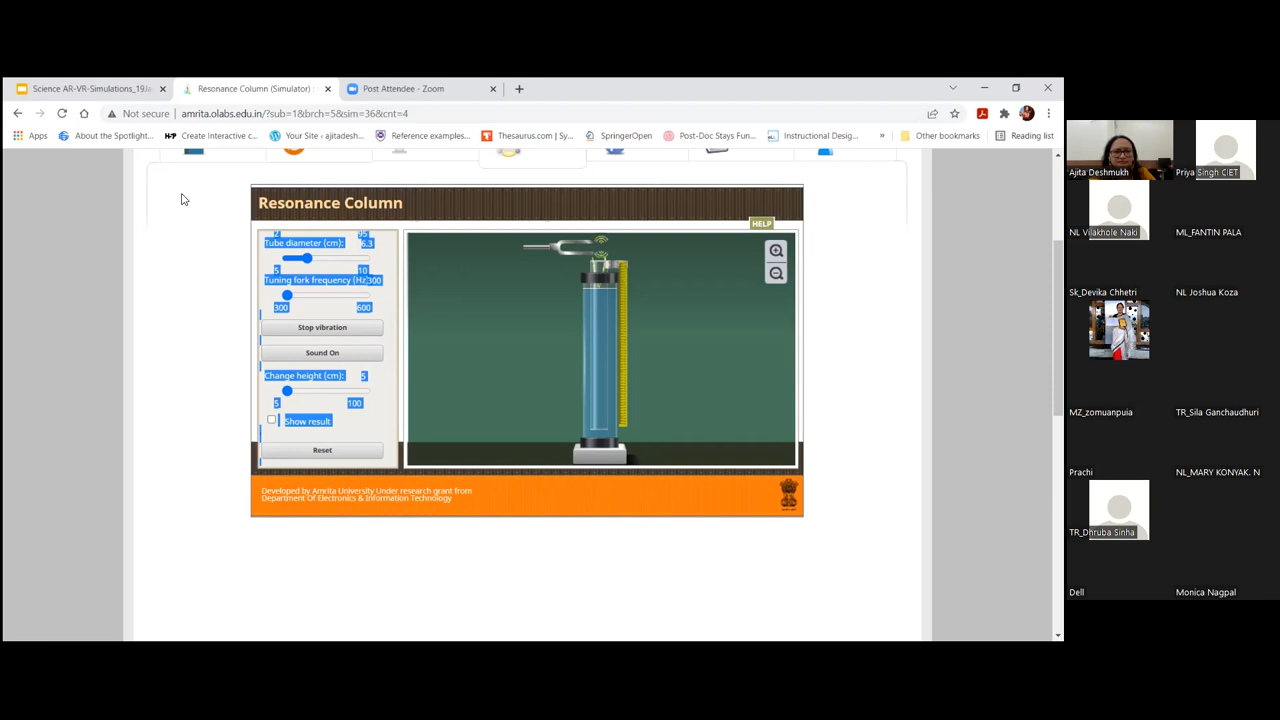 Science AR-VR-Simulations_19Ja
Resonance Column (Simulator) :
Post Attendee - Zoom
Not secure
amrita.olabs.edu.in/?sub=1&brch=5&sim=36&cnt=4
Apps
About the Spotlight...
Create Interactive c...
Your Site ‹ ajitadesh...
Reference examples...
Thesaurus.com | Sy...
SpringerOpen
Post-Doc Stays Fun...
Instructional Desig...
»
Other bookmarks
Reading list
Resonance Column
HELP
2
95
Tube diameter (cm):
6.3
5
10
Tuning fork frequency (Hz
300
300
600
Stop vibration
Sound On
Change height (cm):
5
5
100
Show result
Reset
Developed by Amrita University Under research grant from
Department Of Electronics & Information Technology
Ajita Deshmukh
Priya Singh CIET
NL Vilakhole Naki
ML_FANTIN PALA
Sk_Devika Chhetri
NL Joshua Koza
MZ_zomuanpuia
TR_Sila Ganchaudhuri
Prachi
NL_MARY KONYAK. N
TR_Dhruba Sinha
Dell
Monica Nagpal